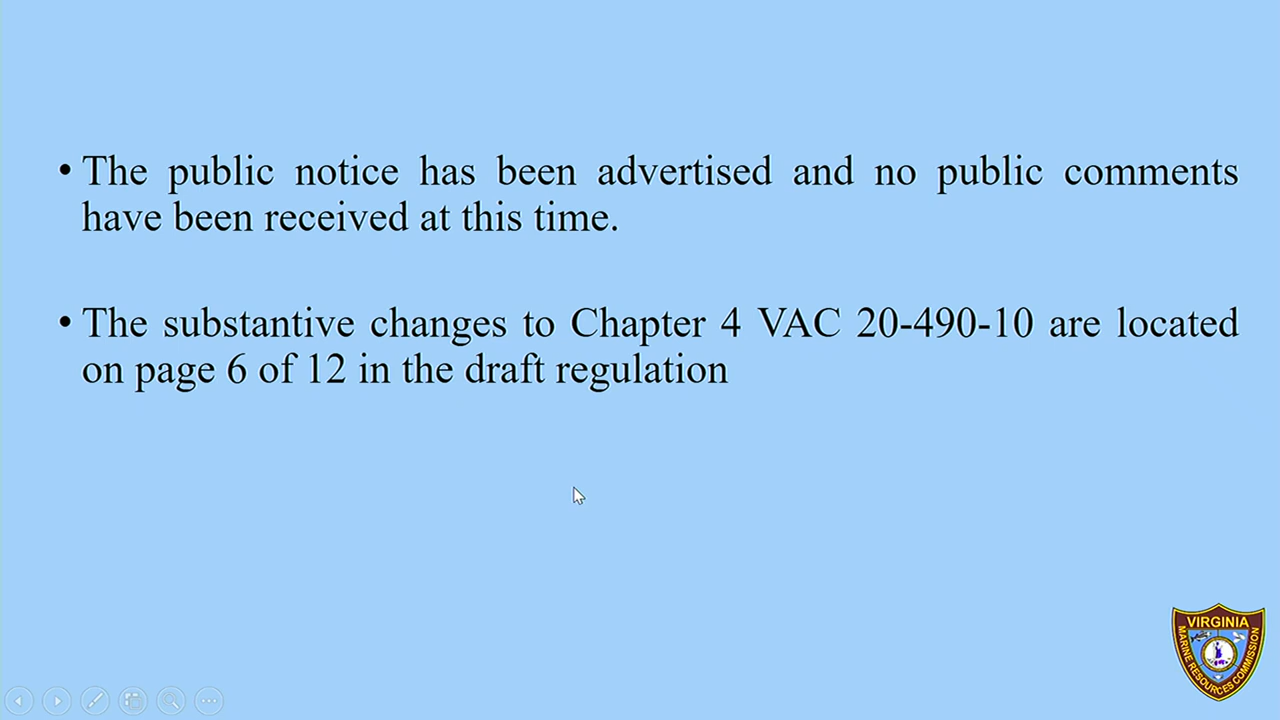 • The public notice has been advertised and no public comments
have been received at this time.
• The substantive changes to Chapter 4 VAC 20-490-10 are located
on page 6 of 12 in the draft regulation
VIRGINIA
MARINE RESOURCES COMMISSION